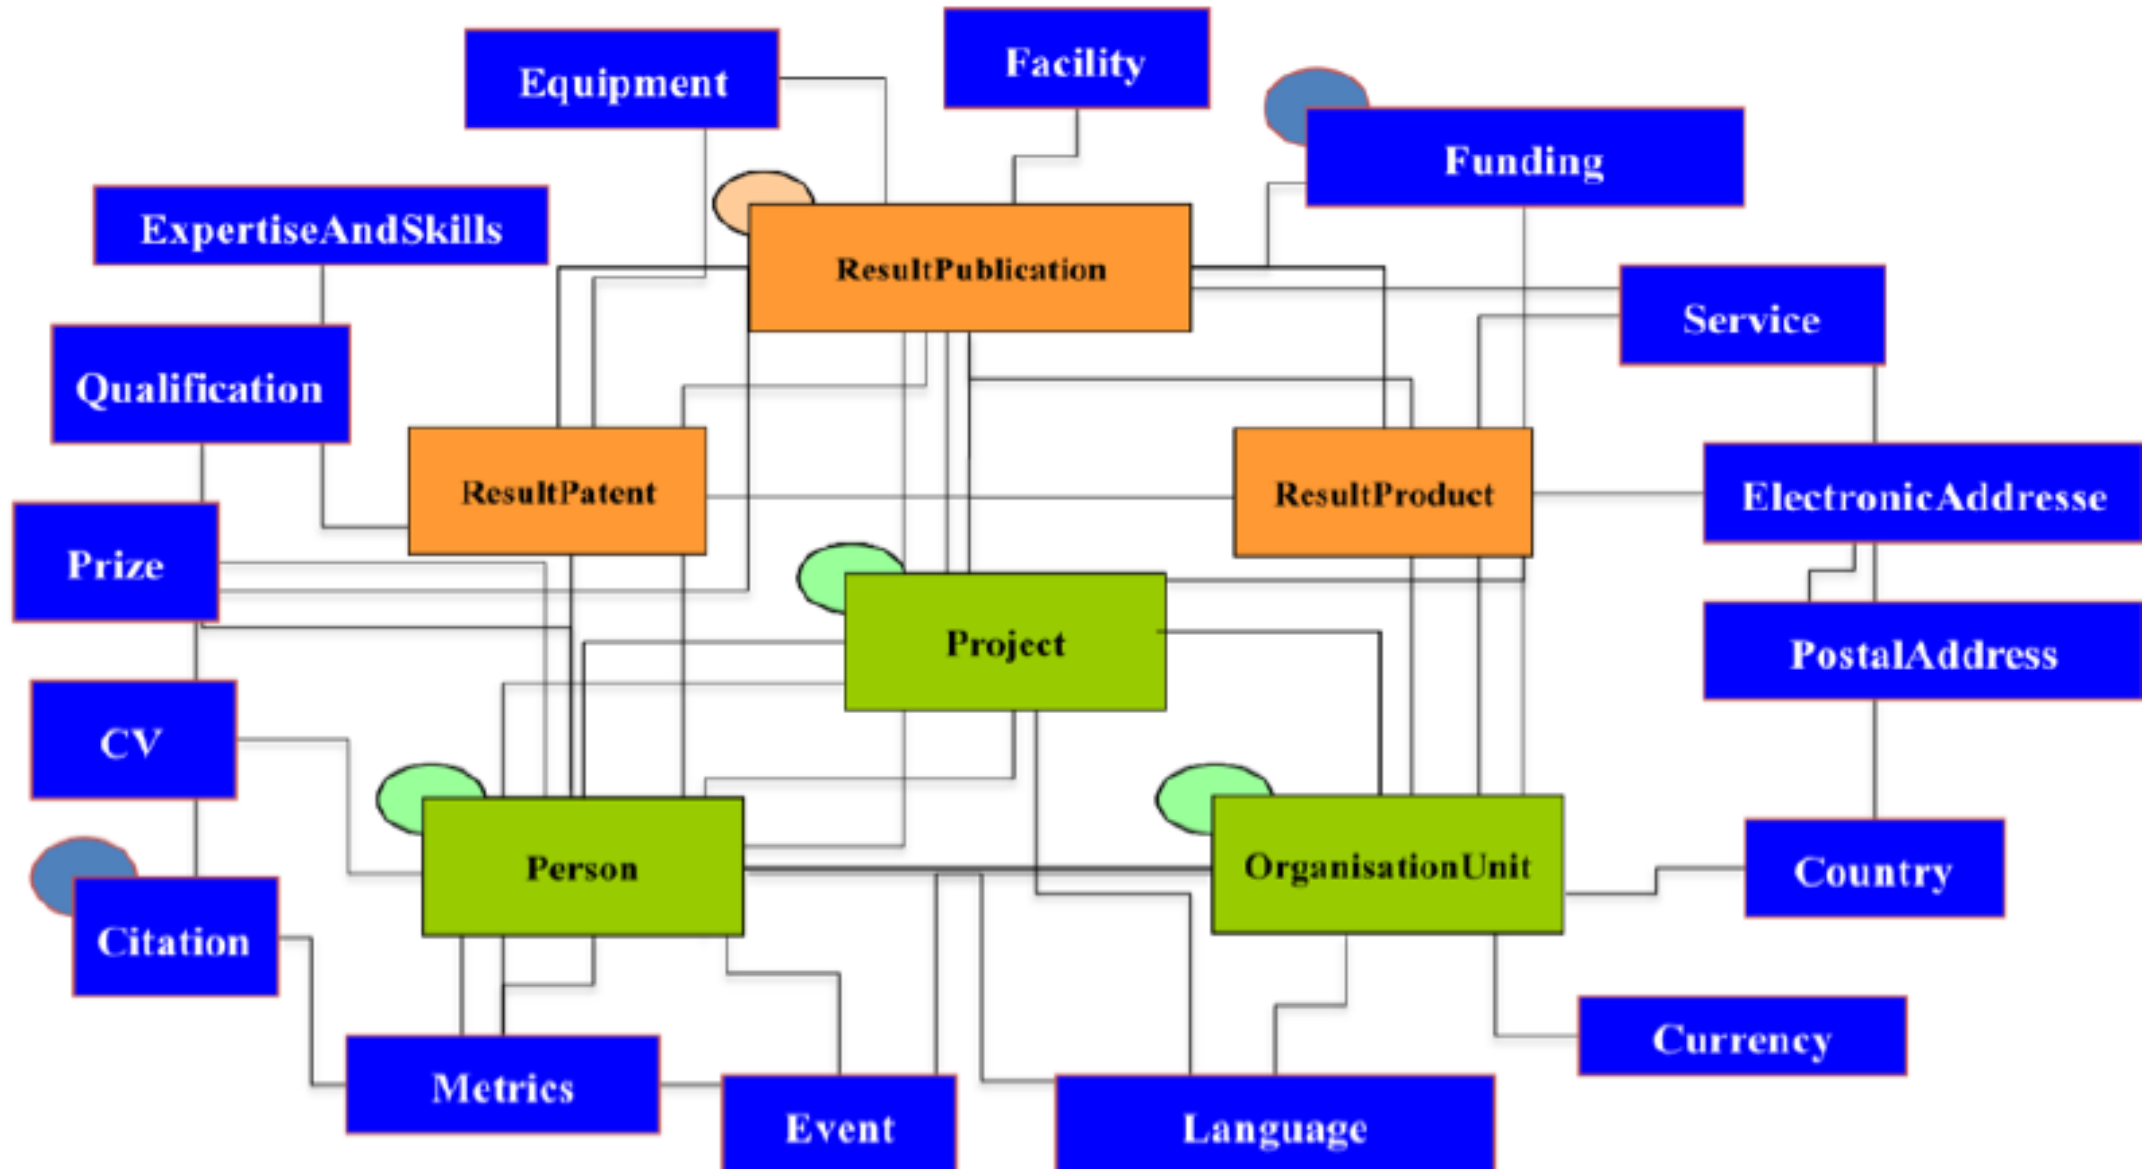 Facility
Equipment
Funding
ExpertiseAndSkills
ResultPublication
Service
Qualification
ResultPatent
ResultProduct
ElectronicAddresse
Prize
Project
PostalAddress
CV
Person
OrganisationUnit
Country
Citation
Currency
Metrics
Event
Language